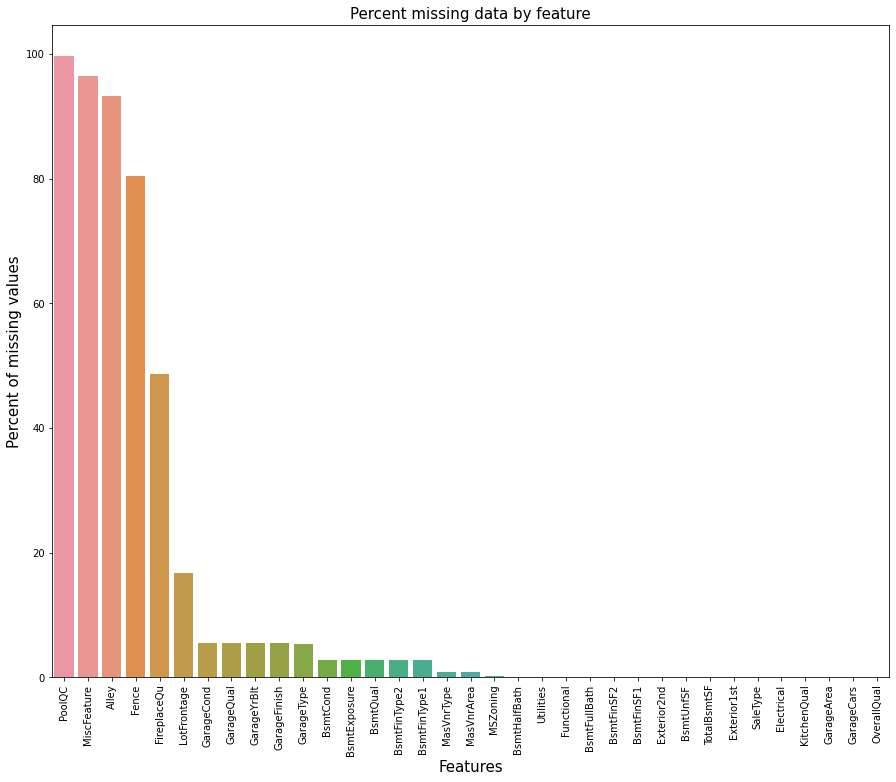 Percent missing data by feature
Percent of missing values
100
80
60
40
20
0
PoolQC
MiscFeature
Alley
Fence
FireplaceQu
LotFrontage
GarageCond
GarageQual
GarageYrBlt
GarageFinish
GarageType
BsmtCond
BsmtExposure
BsmtQual
BsmtFinType2
BsmtFinType1
MasVnrType
MasVnrArea
MSZoning
BsmtHalfBath
Utilities
Functional
BsmtFullBath
BsmtFinSF2
BsmtFinSF1
Exterior2nd
BsmtUnfSF
TotalBsmtSF
Exterior1st
SaleType
Electrical
KitchenQual
GarageArea
GarageCars
OverallQual
Features